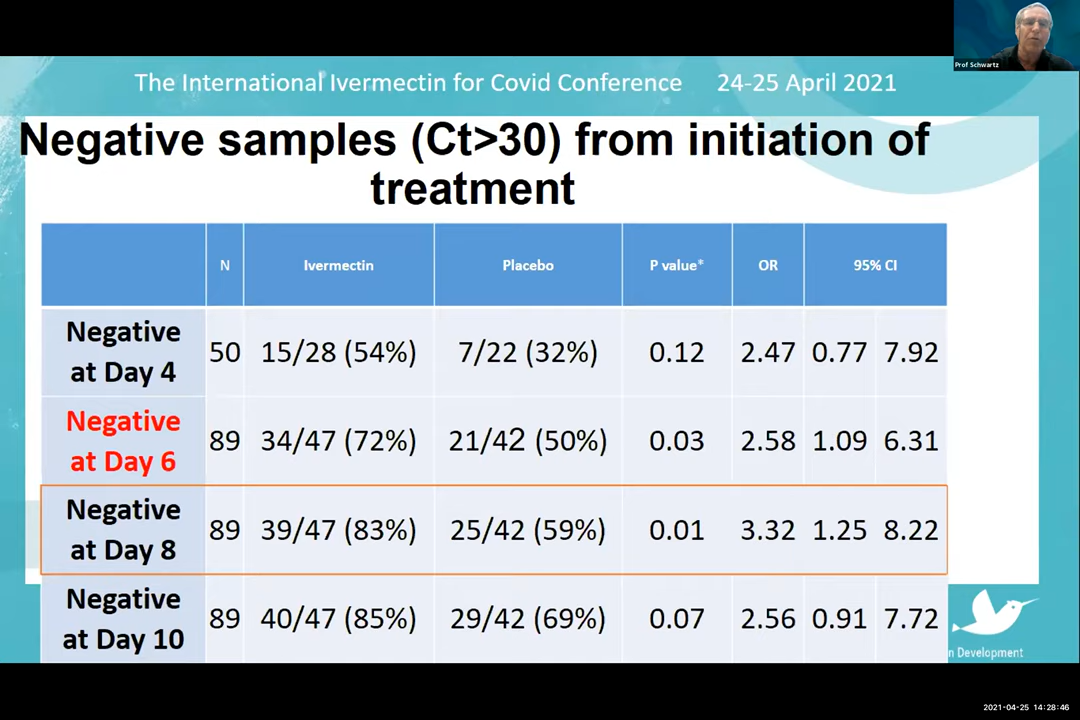 Prof Schwartz
The International Ivermectin for Covid Conference 24-25 April 2021
Negative samples (Ct>30) from initiation of
treatment
N Ivermectin Placebo P value* OR 95% CI
Negative
at Day 4
50 15/28 (54%) 7/22 (32%) 0.12 2.47 0.77 7.92
Negative
at Day 6
89 34/47 (72%) 21/42 (50%) 0.03 2.58 1.09 6.31
Negative
at Day 8
89 39/47 (83%) 25/42 (59%) 0.01 3.32 1.25 8.22
Negative
at Day 10
89 40/47 (85%) 29/42 (69%) 0.07 2.56 0.91 7.72
n Development
2021-04-25 14:28:46